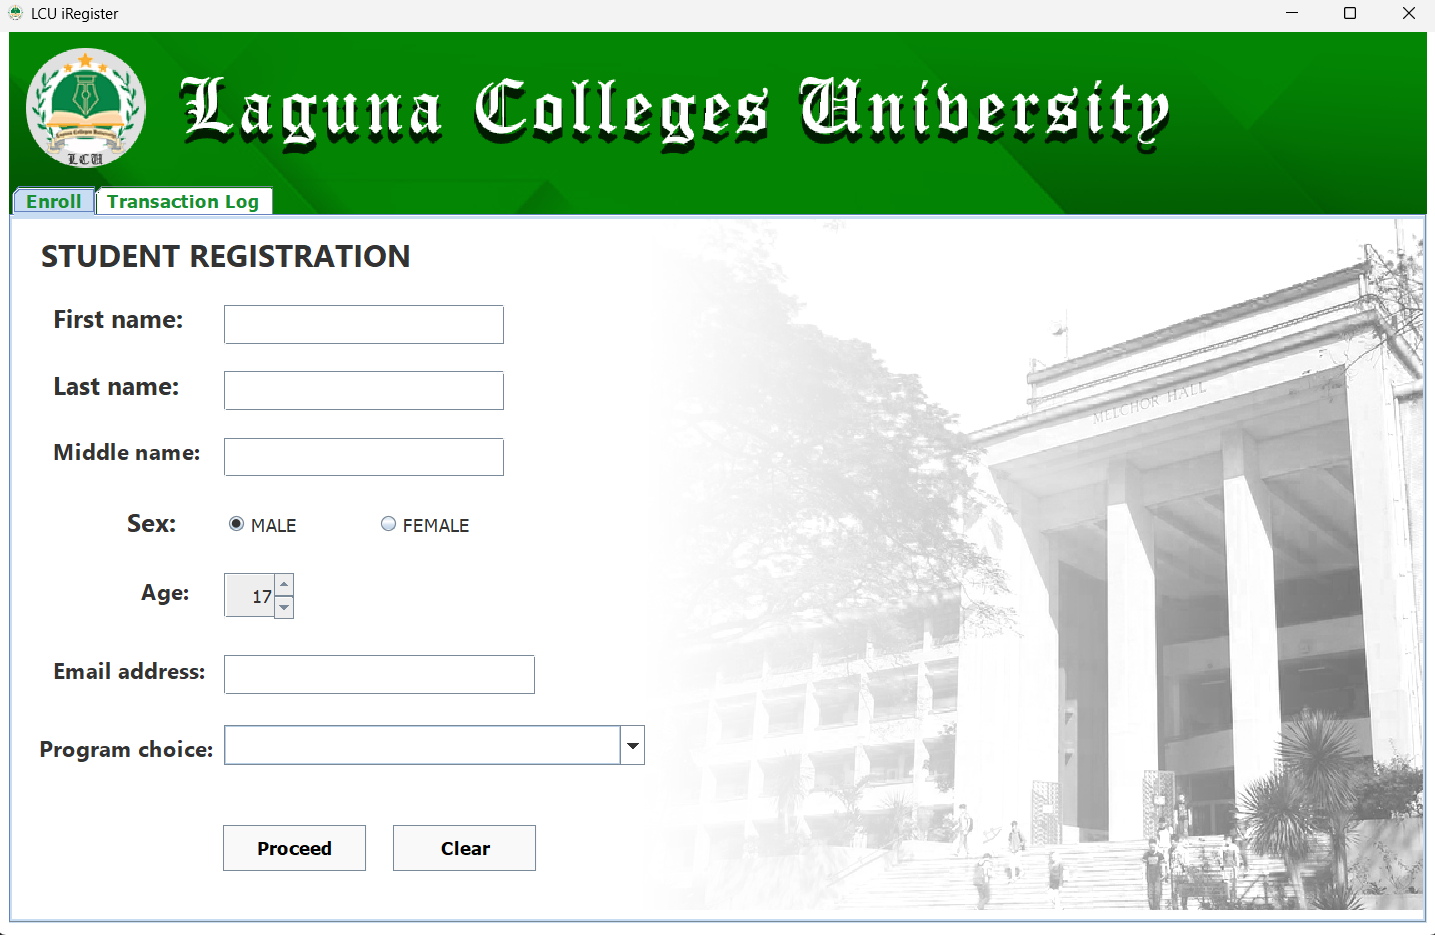 LCU iRegister
Laguna Colleges University
LCU
Enroll
Transaction Log
STUDENT REGISTRATION
First name:
Last name:
Middle name:
Sex:
MALE
FEMALE
Age:
17
Email address:
Program choice:
Proceed
Clear
MELCHOR HALL